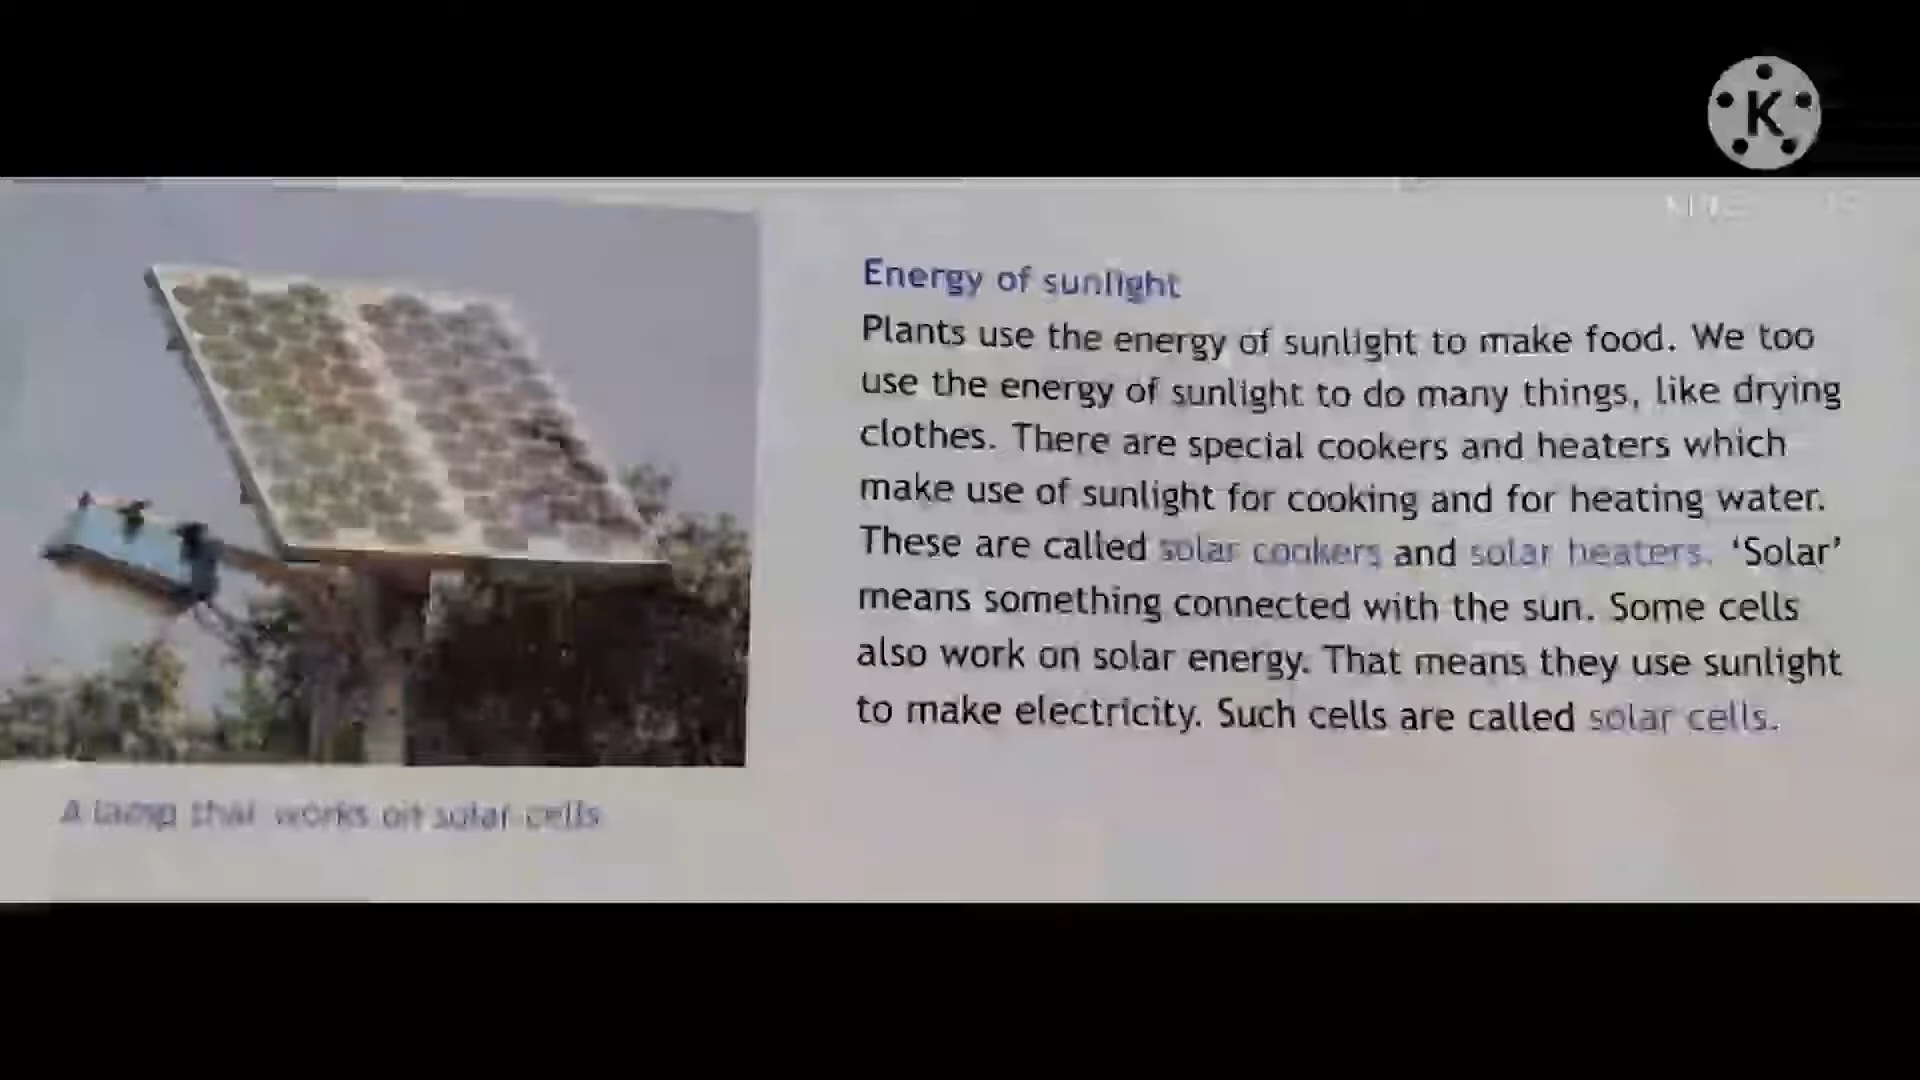 K
Energy of sunlight
Plants use the energy of sunlight to make food. We too
use the energy of sunlight to do many things, like drying
clothes. There are special cookers and heaters which
make use of sunlight for cooking and for heating water.
These are called solar cookers and solar heaters. ‘Solar’
means something connected with the sun. Some cells
also work on solar energy. That means they use sunlight
to make electricity. Such cells are called solar cells.
A lamp that works on solar cells